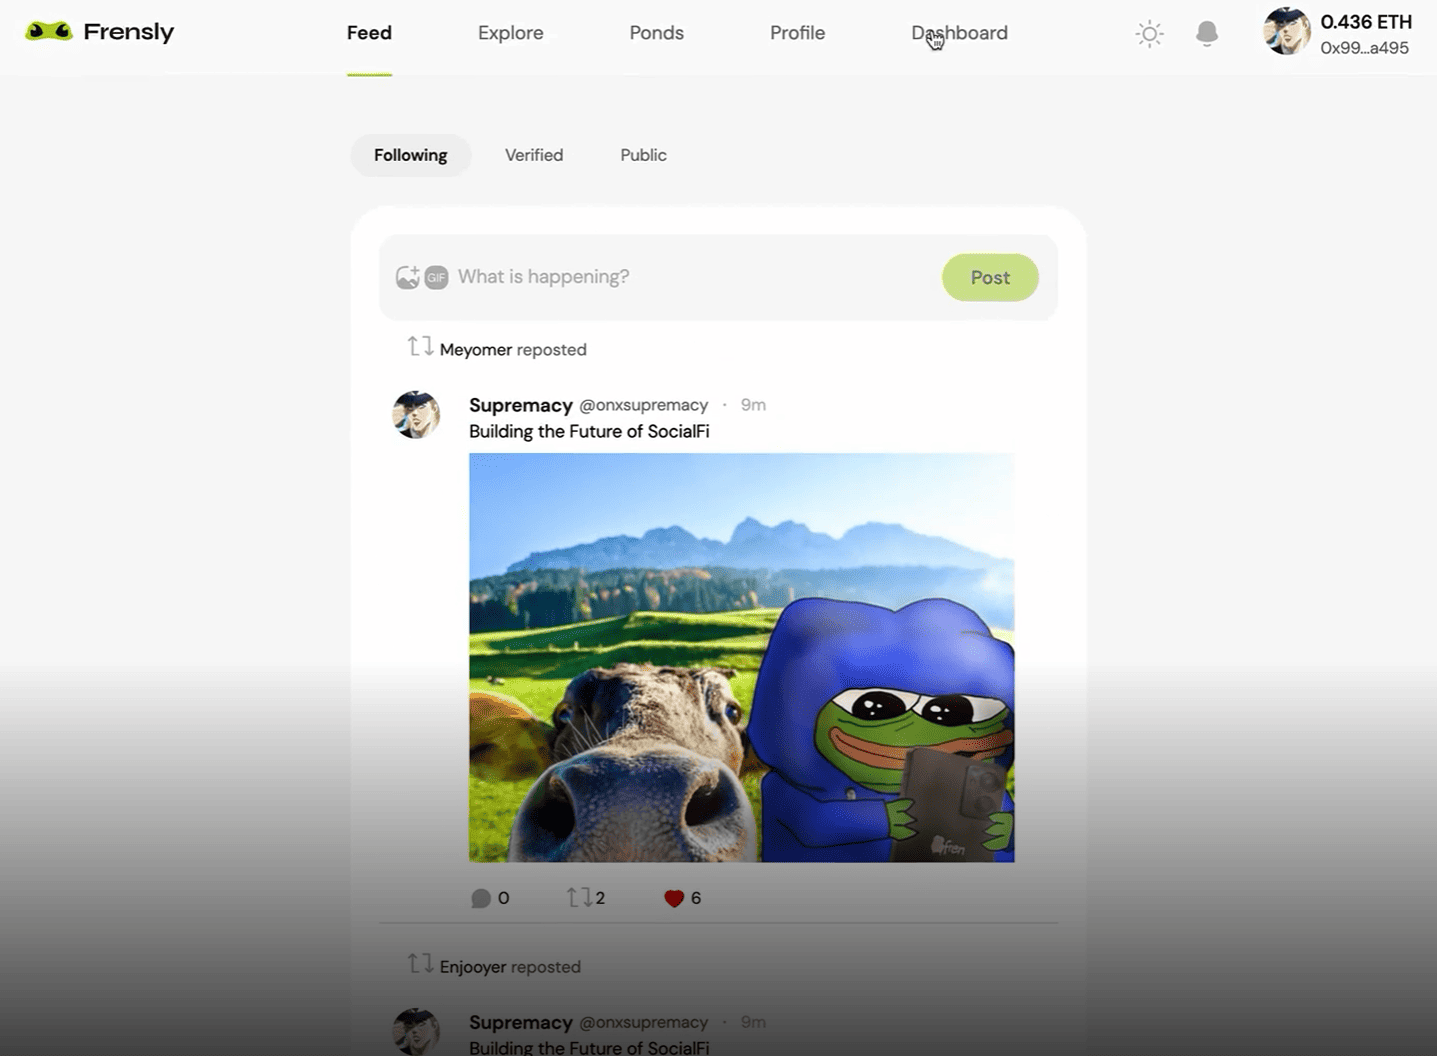 Frensly
Feed
Explore
Ponds
Profile
Dashboard
0.436 ETH
0x99...a495
Following
Verified
Public
GIF
What is happening?
Post
Meyomer reposted
Supremacy @onxsupremacy · 9m
Building the Future of SocialFi
fren
0
2
6
Enjooyer reposted
Supremacy @onxsupremacy · 9m
Building the Future of SocialFi